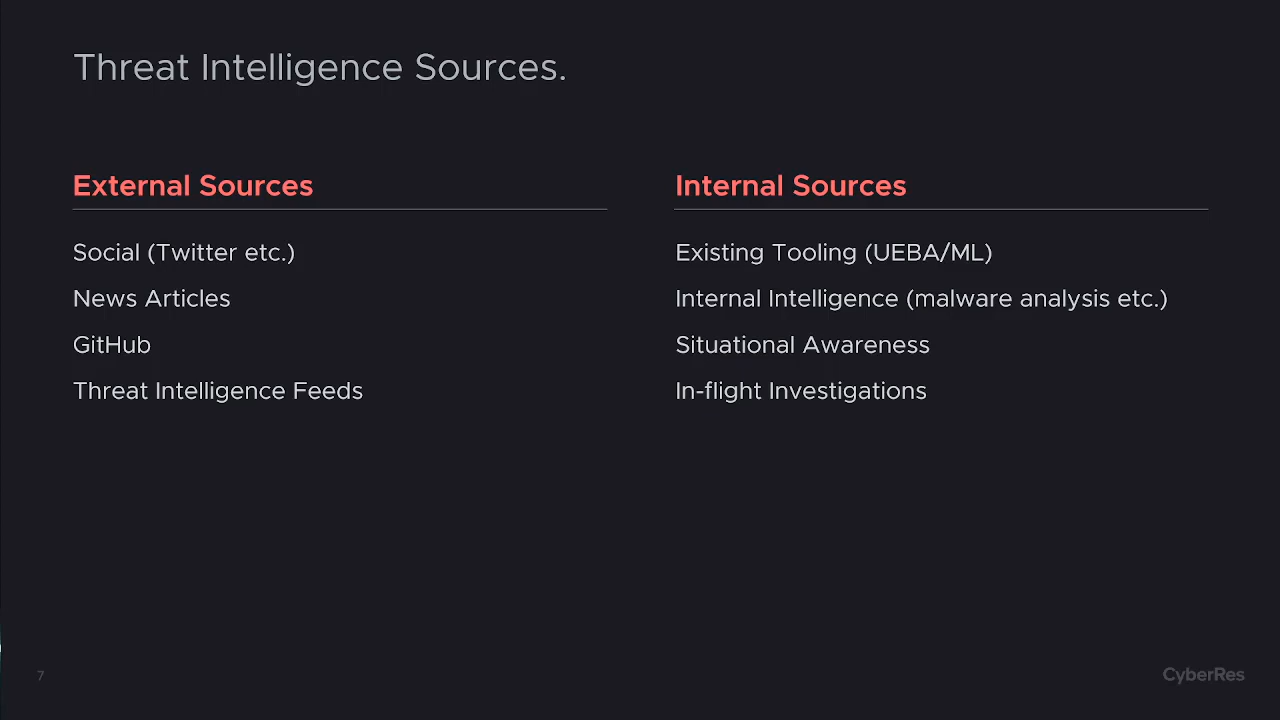 Threat Intelligence Sources.
External Sources
Social (Twitter etc.)
News Articles
GitHub
Threat Intelligence Feeds
Internal Sources
Existing Tooling (UEBA/ML)
Internal Intelligence (malware analysis etc.)
Situational Awareness
In-flight Investigations
7
CyberRes